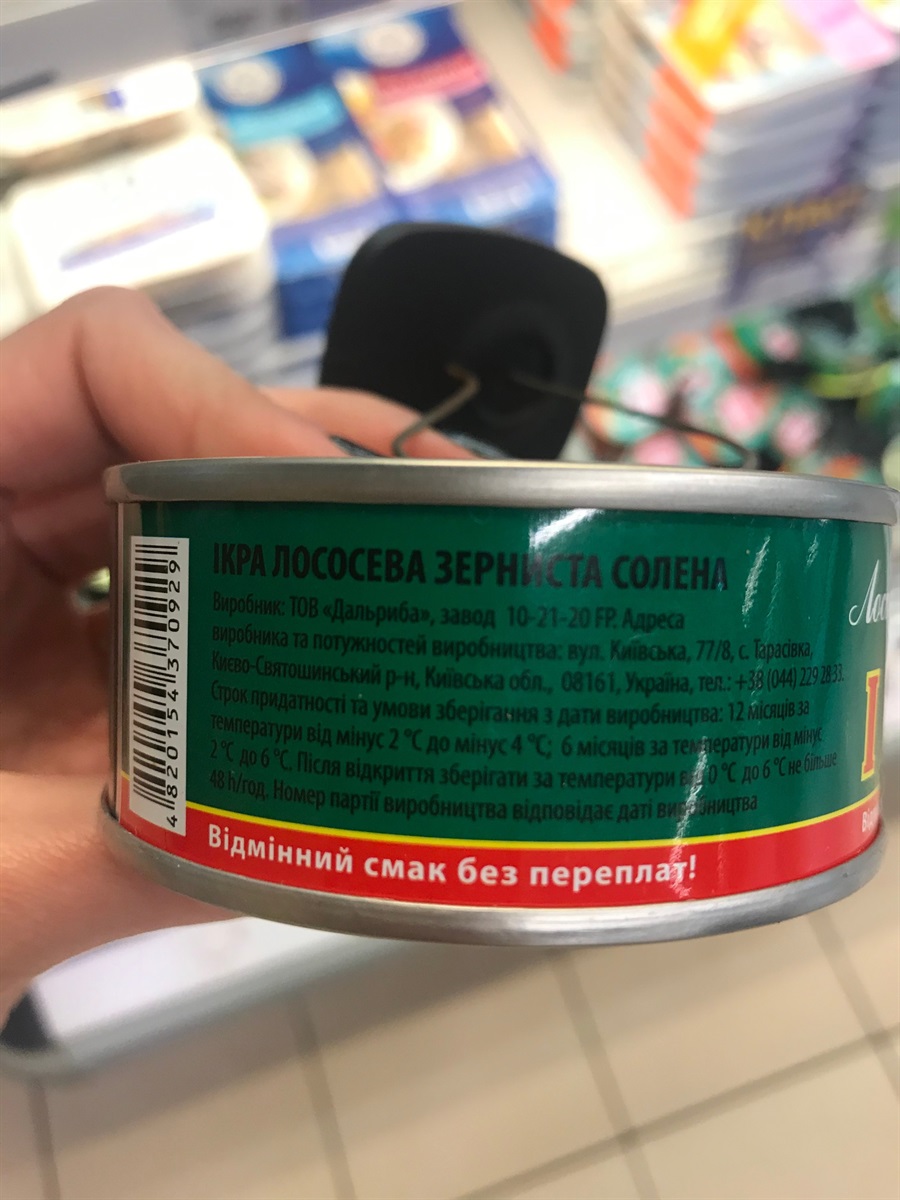 ІКРА ЛОСОСЕВА ЗЕРНИСТА СОЛЕНА
Виробник: ТОВ «Дальриба», завод 10-21-20 FP. Адреса
виробника та потужностей виробництва: вул. Київська, 77/8, с. Тарасівка,
Києво-Святошинський р-н, Київська обл., 08161, Україна, тел.: +38 (044) 229 28 33.
Строк придатності та умови зберігання з дати виробництва: 12 місяців за
температури від мінус 2 °С до мінус 4 °С; 6 місяців за температури від мінус
2 °С до 6 °С. Після відкриття зберігати за температури від 0 °С до 6 °С не більше
48 h/год. Номер партії виробництва відповідає даті виробництва
Відмінний смак без переплат!
4 820154 370929